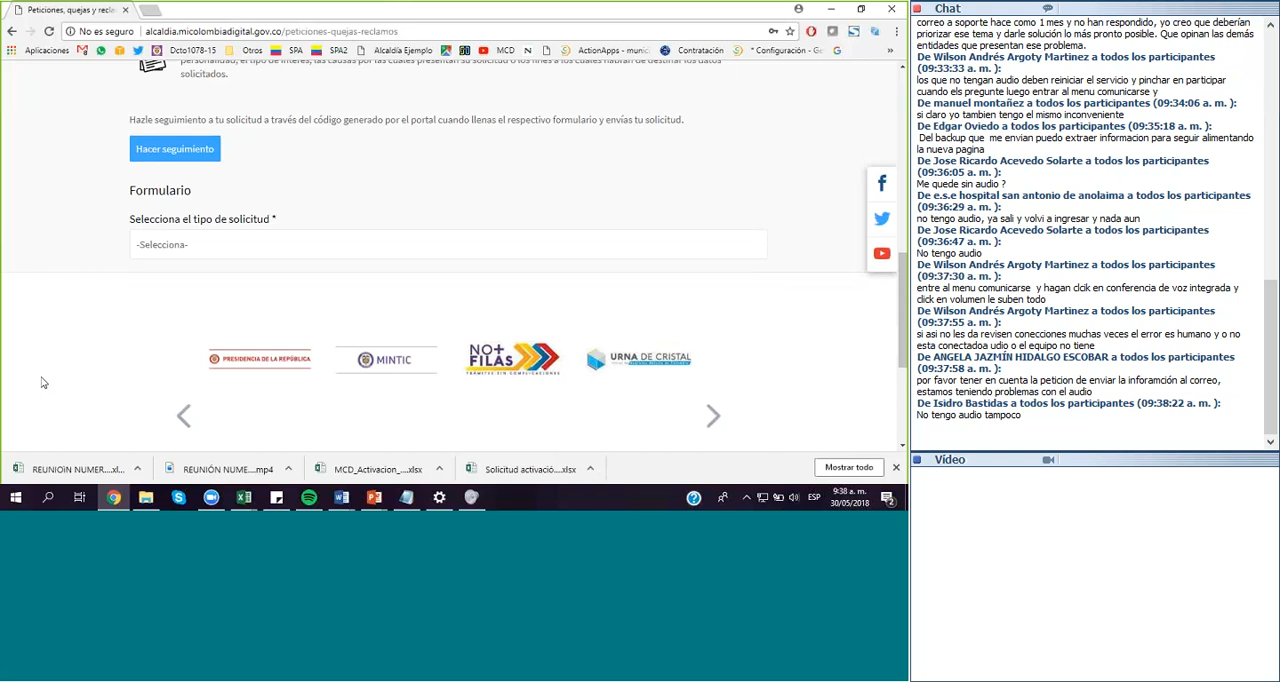 Peticiones, quejas y recla
No es seguro | alcaldia.micolombiadigital.gov.co/peticiones-quejas-reclamos
Aplicaciones Dcto1078-15 Otros SPA SPA2 Alcaldía Ejemplo MCD ActionApps - muni Contratación * Configuración - Ge »
personalidad, el tipo de interés, las causas por las cuales presentan su solicitud o los fines a los cuales habrán de destinar los datos
solicitados.
Hazle seguimiento a tu solicitud a través del código generado por el portal cuando llenas el respectivo formulario y envías tu solicitud.
Hacer seguimiento
Formulario
Selecciona el tipo de solicitud *
-Selecciona-
PRESIDENCIA DE LA REPÚBLICA
MINTIC
NO+
FILAS
TRÁMITES SIN COMPLICACIONES
URNA DE CRISTAL
REUNIOìN NUMER....xl...
REUNIÓN NUME....mp4
MCD_Activacion_....xlsx
Solicitud activació....xlsx
Mostrar todo
ESP
9:38 a. m.
30/05/2018
2
Chat
correo a soporte hace como 1 mes y no han respondido, yo creo que deberían
priorizar ese tema y darle solución lo más pronto posible. Que opinan las demás
entidades que presentan ese problema.
De Wilson Andrés Argoty Martinez a todos los participantes
(09:33:33 a. m. ):
los que no tengan audio deben reiniciar el servicio y pinchar en participar
cuando els pregunte luego entrar al menu comunicarse y
De manuel montañez a todos los participantes (09:34:06 a. m. ):
si claro yo tambien tengo el mismo inconveniente
De Edgar Oviedo a todos los participantes (09:35:18 a. m. ):
Del backup que me envian puedo extraer informacion para seguir alimentando
la nueva pagina
De Jose Ricardo Acevedo Solarte a todos los participantes
(09:36:05 a. m. ):
Me quede sin audio ?
De e.s.e hospital san antonio de anolaima a todos los participantes
(09:36:29 a. m. ):
no tengo audio, ya sali y volvi a ingresar y nada aun
De Jose Ricardo Acevedo Solarte a todos los participantes
(09:36:47 a. m. ):
No tengo audio
De Wilson Andrés Argoty Martinez a todos los participantes
(09:37:30 a. m. ):
entre al menu comunicarse y hagan clcik en conferencia de voz integrada y
click en volumen le suben todo
De Wilson Andrés Argoty Martinez a todos los participantes
(09:37:55 a. m. ):
si asi no les da revisen conecciones muchas veces el error es humano y o no
esta conectadoa udio o el equipo no tiene
De ANGELA JAZMÍN HIDALGO ESCOBAR a todos los participantes
(09:37:58 a. m. ):
por favor tener en cuenta la peticion de enviar la inforamción al correo,
estamos teniendo problemas con el audio
De Isidro Bastidas a todos los participantes (09:38:22 a. m. ):
No tengo audio tampoco
Vídeo